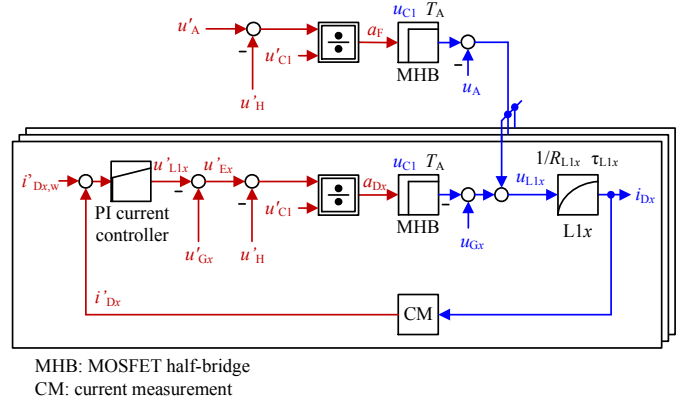 u'A
u'H
u'C1
÷
aF
uC1 TA
MHB
uA
i'Dx,w
PI current
controller
u'L1x
u'Gx
u'Ex
u'H
u'C1
÷
aDx
uC1 TA
MHB
uGx
uL1x
1/RL1x τL1x
L1x
iDx
i'Dx
CM
MHB: MOSFET half-bridge
CM: current measurement